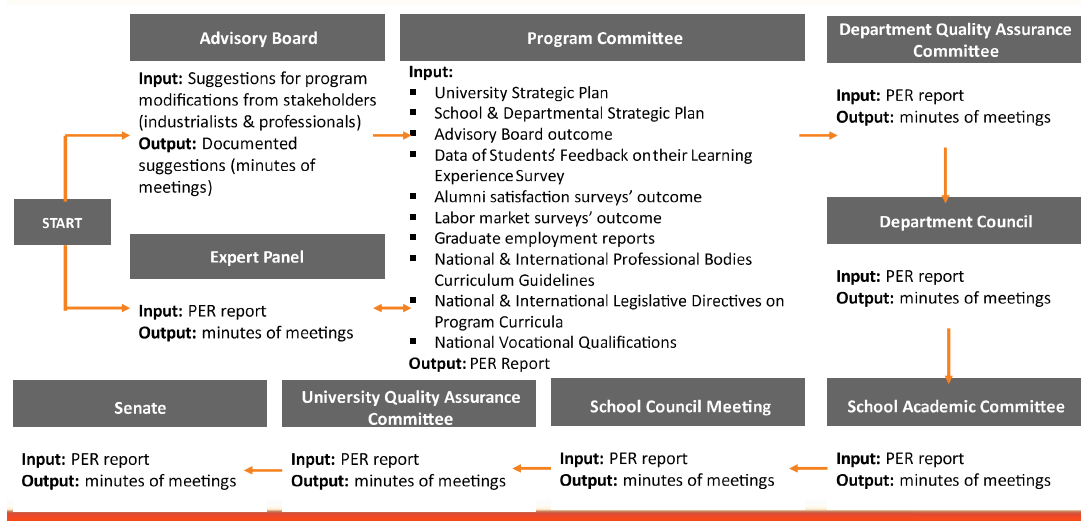 Advisory Board
Input: Suggestions for program
modifications from stakeholders
(industrialists & professionals)
Output: Documented
suggestions (minutes of
meetings)
START
Expert Panel
Input: PER report
Output: minutes of meetings
Program Committee
Input:
▪ University Strategic Plan
▪ School & Departmental Strategic Plan
▪ Advisory Board outcome
▪ Data of Students' Feedback on their Learning
Experience Survey
▪ Alumni satisfaction surveys' outcome
▪ Labor market surveys' outcome
▪ Graduate employment reports
▪ National & International Professional Bodies
Curriculum Guidelines
▪ National & International Legislative Directives on
Program Curricula
▪ National Vocational Qualifications
Output: PER Report
Department Quality Assurance
Committee
Input: PER report
Output: minutes of meetings
Department Council
Input: PER report
Output: minutes of meetings
School Academic Committee
Input: PER report
Output: minutes of meetings
School Council Meeting
Input: PER report
Output: minutes of meetings
University Quality Assurance
Committee
Input: PER report
Output: minutes of meetings
Senate
Input: PER report
Output: minutes of meetings